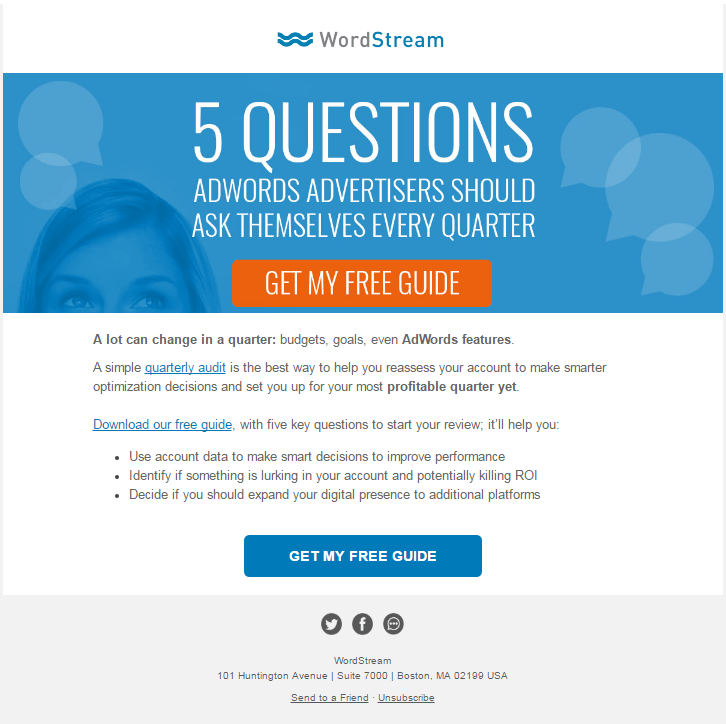 WordStream
5 QUESTIONS
ADWORDS ADVERTISERS SHOULD
ASK THEMSELVES EVERY QUARTER
GET MY FREE GUIDE
A lot can change in a quarter: budgets, goals, even AdWords features.
A simple quarterly audit is the best way to help you reassess your account to make smarter
optimization decisions and set you up for your most profitable quarter yet.
Download our free guide, with five key questions to start your review; it'll help you:
• Use account data to make smart decisions to improve performance
• Identify if something is lurking in your account and potentially killing ROI
• Decide if you should expand your digital presence to additional platforms
GET MY FREE GUIDE
WordStream
101 Huntington Avenue | Suite 7000 | Boston, MA 02199 USA
Send to a Friend · Unsubscribe